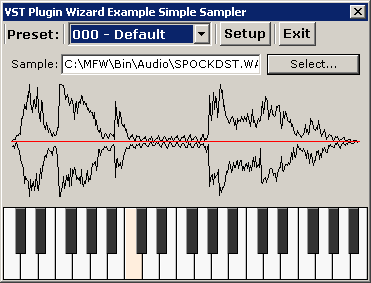 VST Plugin Wizard Example Simple Sampler
Preset: 000 - Default Setup Exit
Sample: C:\MFW\Bin\Audio\SPOCKDST.WA Select...